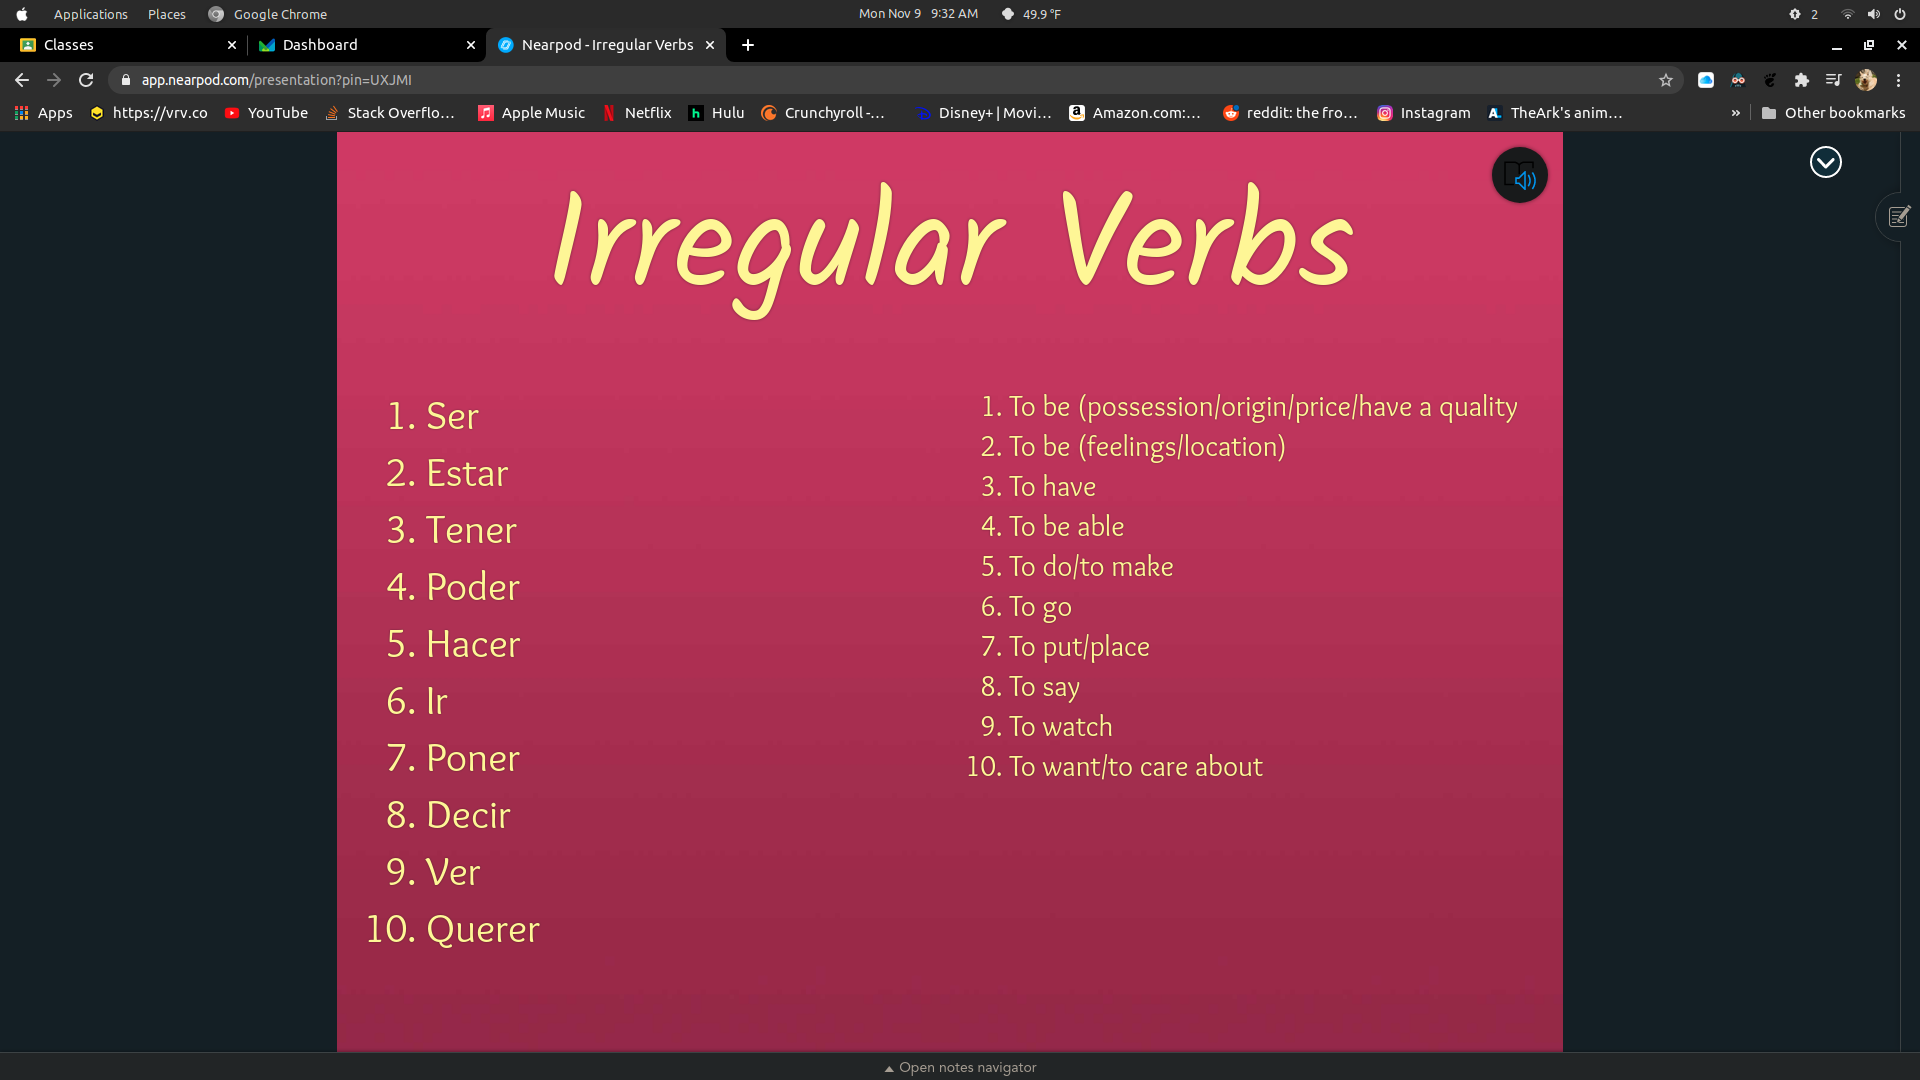 Applications Places Google Chrome Mon Nov 9 9:32 AM 49.9 °F 2
Classes Dashboard Nearpod - Irregular Verbs
app.nearpod.com/presentation?pin=UXJMI
Apps https://vrv.co YouTube Stack Overflo... Apple Music Netflix Hulu Crunchyroll -... Disney+ | Movi... Amazon.com:... reddit: the fro... Instagram TheArk's anim... » Other bookmarks
Irregular Verbs
1. Ser
2. Estar
3. Tener
4. Poder
5. Hacer
6. Ir
7. Poner
8. Decir
9. Ver
10. Querer
1. To be (possession/origin/price/have a quality
2. To be (feelings/location)
3. To have
4. To be able
5. To do/to make
6. To go
7. To put/place
8. To say
9. To watch
10. To want/to care about
Open notes navigator